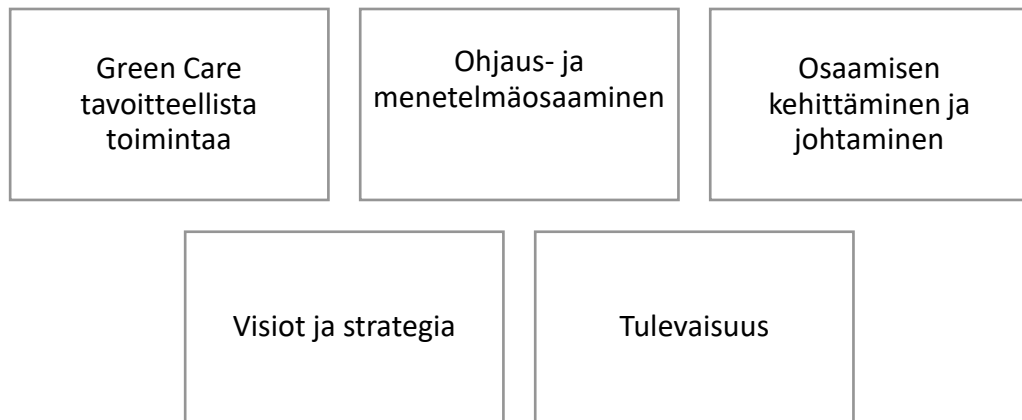 Green Care
tavoitteellista
toimintaa
Ohjaus- ja
menetelmäosaaminen
Osaamisen
kehittäminen ja
johtaminen
Visiot ja strategia
Tulevaisuus